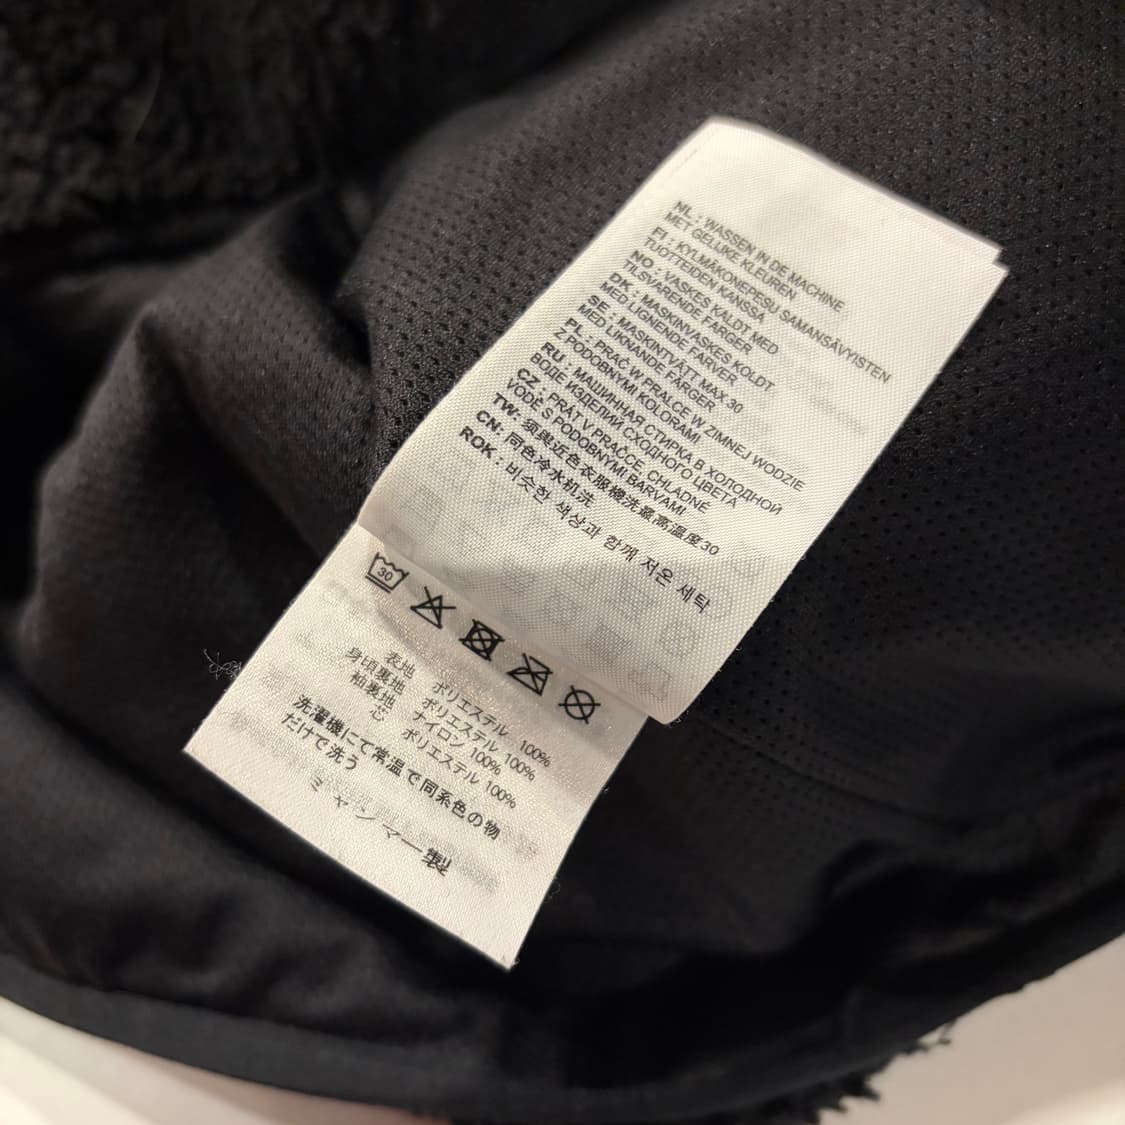 NL : WASSEN IN DE MACHINE
MET GELIJKE KLEUREN
FI : KYLMÄKONEPESU SAMANSÄVYISTEN
TUOTTEIDEN KANSSA
NO : VASKES KALDT MED
TILSVARENDE FARGER
DK : MASKINVASKES KOLDT
MED LIGNENDE FARVER
SE : MASKINTVÄTT MAX 30
MED LIKNANDE FÄRGER
PL : PRAĆ W PRALCE W ZIMNEJ WODZIE
Z PODOBNYMI KOLORAMI
RU : МАШИННАЯ СТИРКА В ХОЛОДНОЙ
ВОДЕ ИЗДЕЛИЙ СХОДНОГО ЦВЕТА
CZ : PRÁT V PRAČCE, CHLADNÉ
VODĚ S PODOBNÝMI BARVAMI
TW: 須與近色衣服機洗最高溫度30
CN: 同色冷水机洗
ROK : 비슷한 색상과 함께 저온 세탁
30
表地 ポリエステル 100%
身頃裏地 ポリエステル 100%
袖裏地 ナイロン 100%
芯 ポリエステル 100%
洗濯機にて常温で同系色の物
だけで洗う
ミャンマー製